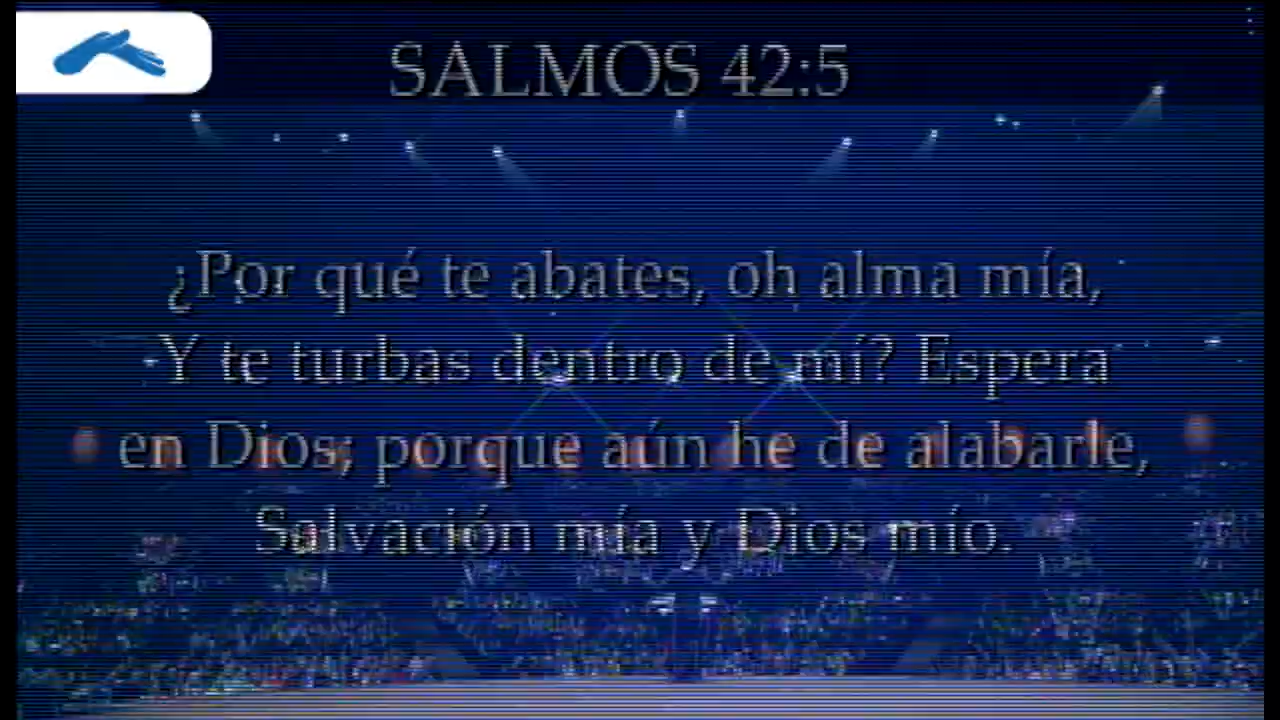 SALMOS 42:5
¿Por qué te abates, oh alma mía,
Y te turbas dentro de mí? Espera
en Dios; porque aún he de alabarle,
Salvación mía y Dios mío.